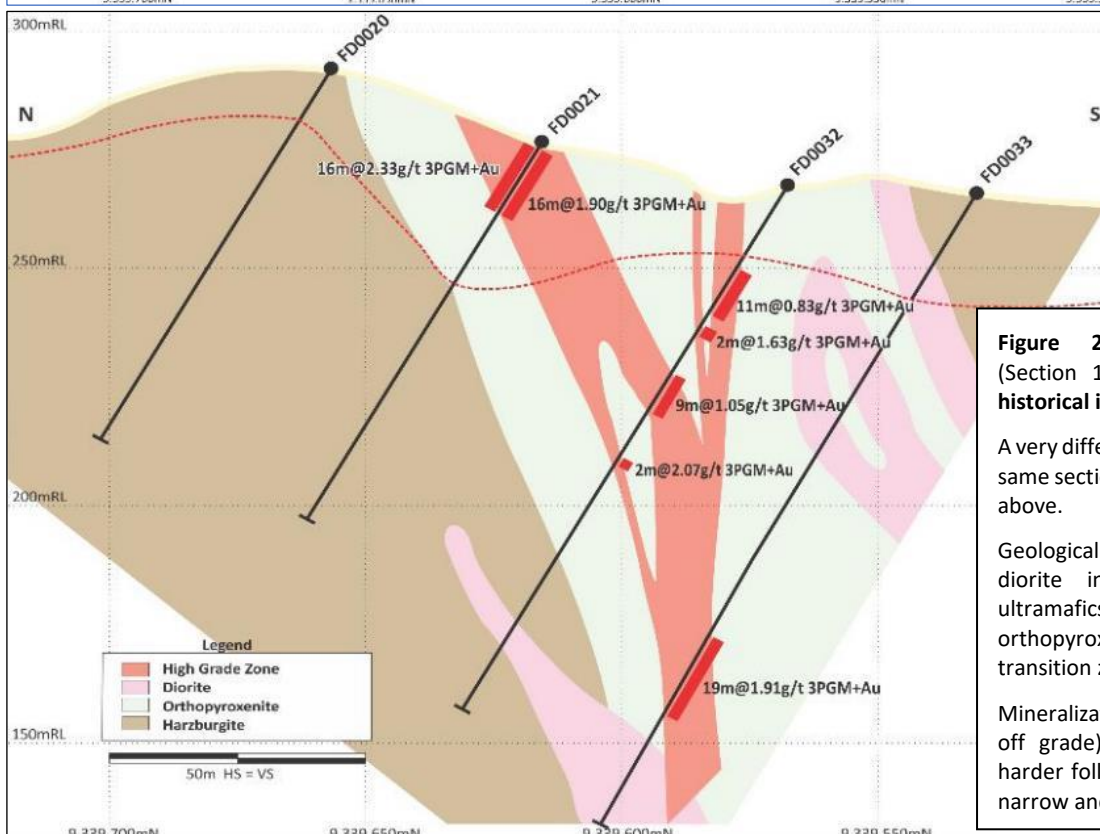 300mRL
FD0020
N
FD0021
S
FD0032
FD0033
16m@2.33g/t 3PGM+Au
16m@1.90g/t 3PGM+Au
250mRL
11m@0.83g/t 3PGM+Au
2m@1.63g/t 3PGM+Au
9m@1.05g/t 3PGM+Au
2m@2.07g/t 3PGM+Au
200mRL
19m@1.91g/t 3PGM+Au
150mRL
Legend
High Grade Zone
Diorite
Orthopyroxenite
Harzburgite
50m HS = VS
9,339,700mN
9,339,650mN
9,339,600mN
9,339,550mN
Figure 2
(Section 1
historical i
A very diffe
same secti
above.
Geological
diorite in
ultramafics
orthopyrox
transition z
Mineraliza
off grade)
harder foll
narrow an